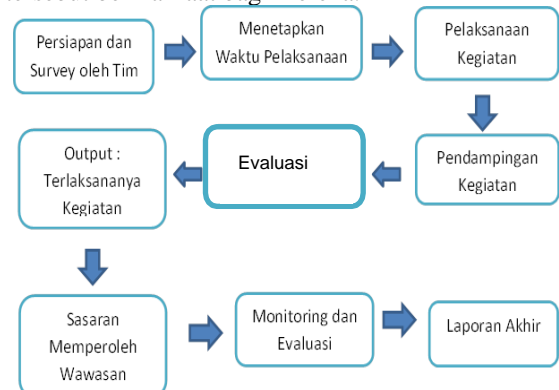 Persiapan dan
Survey oleh Tim
Menetapkan
Waktu Pelaksanaan
Pelaksanaan
Kegiatan
Pendampingan
Kegiatan
Evaluasi
Output :
Terlaksananya
Kegiatan
Sasaran
Memperoleh
Wawasan
Monitoring dan
Evaluasi
Laporan Akhir